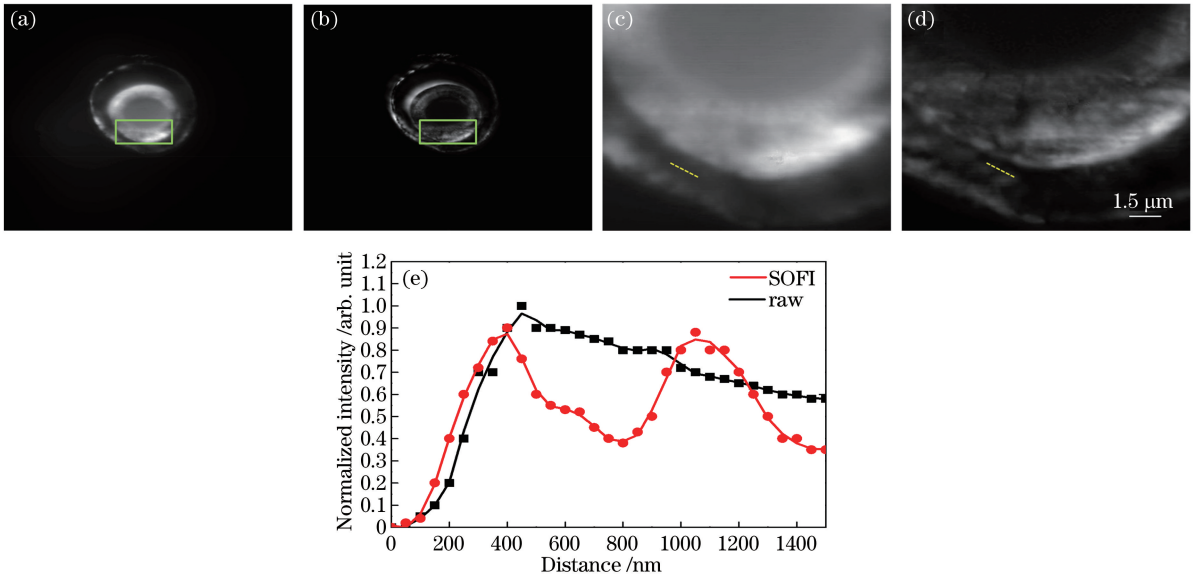 (a)
(b)
(c)
(d)
1.5 μm
(e)
SOFI
raw
Normalized intensity /arb. unit
1.2
1.1
1.0
0.9
0.8
0.7
0.6
0.5
0.4
0.3
0.2
0.1
0
0 200 400 600 800 1000 1200 1400
Distance /nm